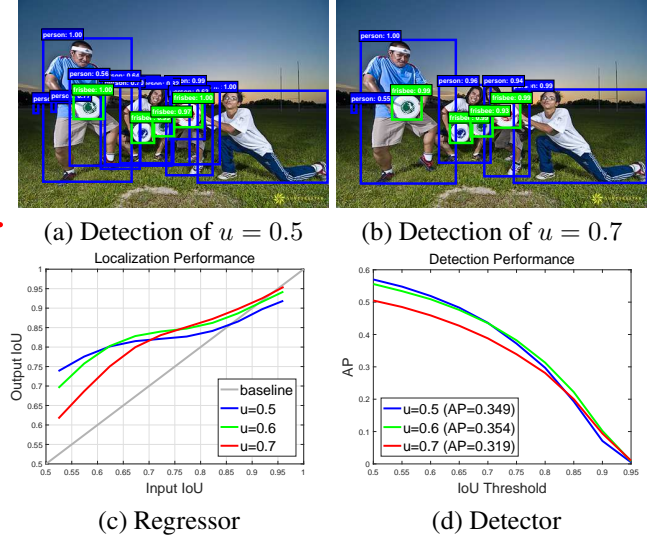 person: 1.00
person: 0.56
person: 0.99
person: 1.00
frisbee: 1.00
frisbee: 1.00
frisbee: 0.97
person: 1.00
person: 0.96
person: 0.94
person: 0.55
frisbee: 0.99
person: 0.99
frisbee: 0.99
(a) Detection of u = 0.5
(b) Detection of u = 0.7
Localization Performance
Output IoU
1
0.95
0.9
0.85
0.8
0.75
0.7
0.65
0.6
0.55
0.5
baseline
u=0.5
u=0.6
u=0.7
0.5 0.55 0.6 0.65 0.7 0.75 0.8 0.85 0.9 0.95 1
Input IoU
(c) Regressor
Detection Performance
AP
0.6
0.5
0.4
0.3
0.2
0.1
0
u=0.5 (AP=0.349)
u=0.6 (AP=0.354)
u=0.7 (AP=0.319)
0.5 0.55 0.6 0.65 0.7 0.75 0.8 0.85 0.9 0.95
IoU Threshold
(d) Detector